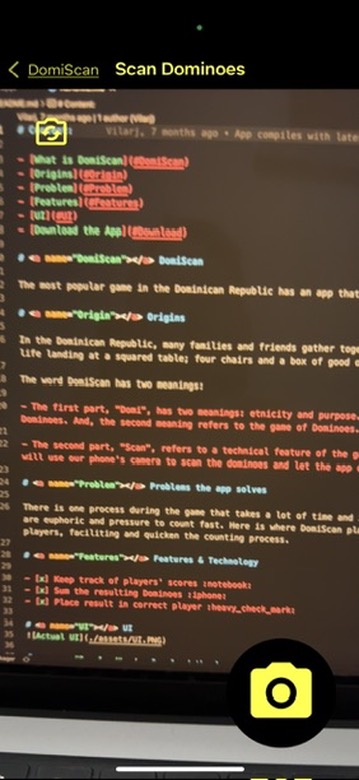 DomiScan
Scan Dominoes
# Content:
Vilarj, 7 months ago | 1 author (Vilarj)
Vilarj, 7 months ago • App compiles with late
- [What is DomiScan](#DomiScan)
- [Origins](#Origin)
- [Problem](#Problem)
- [Features](#Features)
- [UI](#UI)
- [Download the App](#Download)
# <a name="DomiScan"></a> DomiScan
The most popular game in the Dominican Republic has an app that
# <a name="Origin"></a> Origins
In the Dominican Republic, many families and friends gather toge
life landing at a squared table; four chairs and a box of good o
The word DomiScan has two meanings:
- The first part, "Domi", has two meanings: etnicity and purpose
Dominoes. And, the second meaning refers to the game of Dominoes.
- The second part, "Scan", refers to a technical feature of the p
will use our phone's camera to scan the dominoes and let the app
# <a name="Problem"></a> Problems the app solves
There is one process during the game that takes a lot of time and
are euphoric and pressure to count fast. Here is where DomiScan pla
players, faciliting and quicken the counting process.
# <a name="Features"></a> Features & Technology
- [x] Keep track of players' scores :notebook:
- [x] Sum the resulting Dominoes :iphone:
- [x] Place result in correct player :heavy_check_mark:
# <a name="UI"></a> UI
![Actual UI](./assets/UI.PNG)